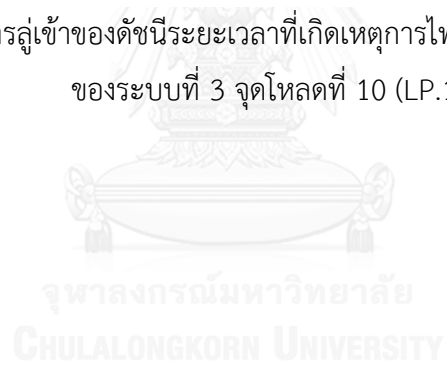 รลู่เข้าของดัชนีระยะเวลาที่เกิดเหตุการไฟ
ของระบบที่ 3 จุดโหลดที่ 10 (LP.1
จุฬาลงกรณ์มหาวิทยาลัย
CHULALONGKORN UNIVERSITY